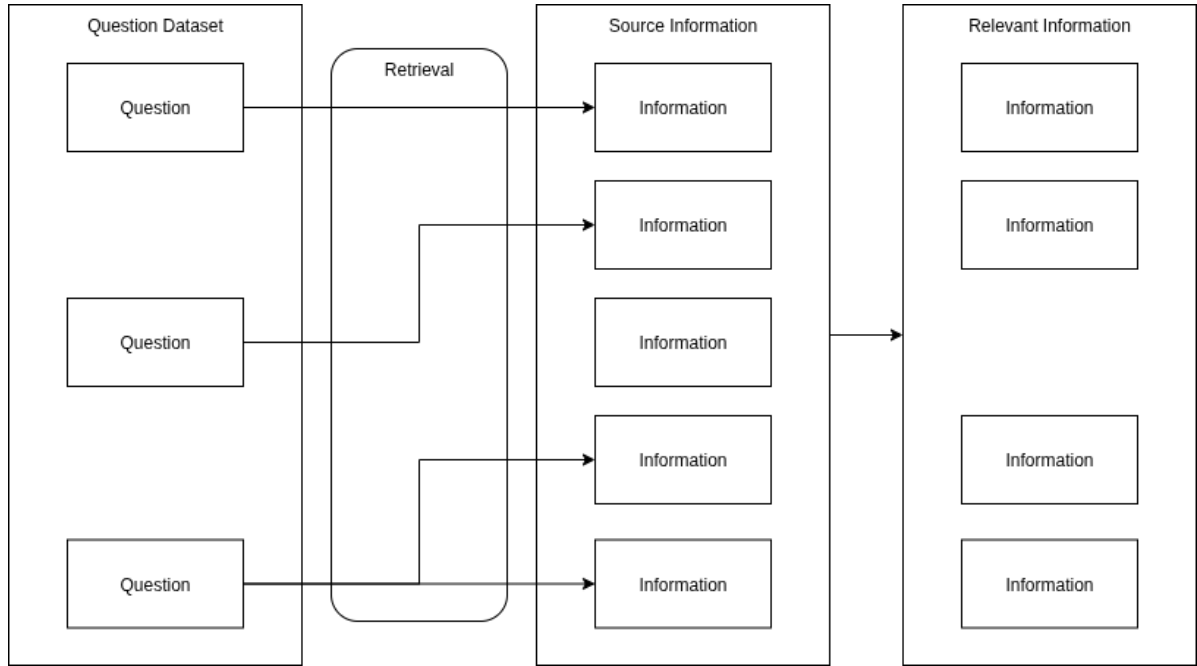 Question Dataset
Question
Question
Question
Retrieval
Source Information
Information
Information
Information
Information
Information
Relevant Information
Information
Information
Information
Information